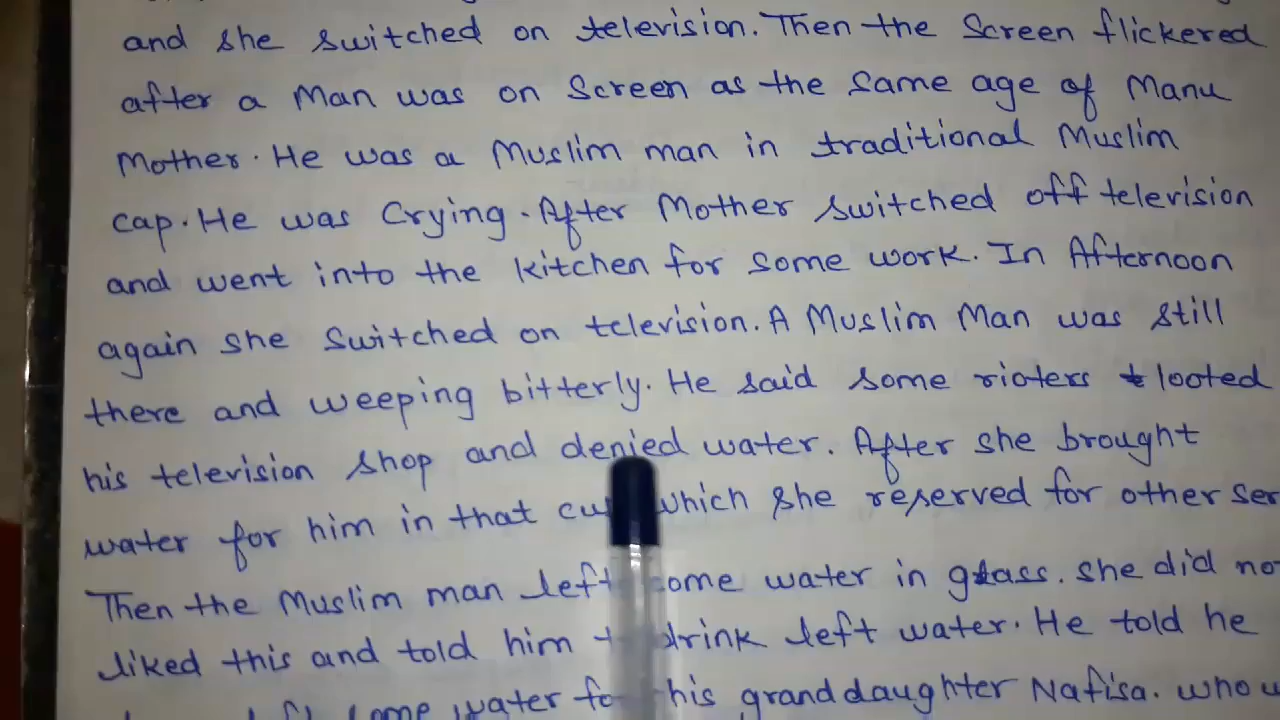 and she switched on television. Then the Screen flickered
after a Man was on Screen as the Same age of Manu
Mother. He was a Muslim man in traditional Muslim
cap. He was Crying. After Mother switched off television
and went into the kitchen for some work. In Afternoon
again she switched on television. A Muslim Man was still
there and weeping bitterly. He said some rioters looted
his television shop and denied water. After she brought
water for him in that which she reserved for other
Then the Muslim man left some water in glass. she did
liked this and told him drink left water. He told he
some water his granddaughter Nafisa. who